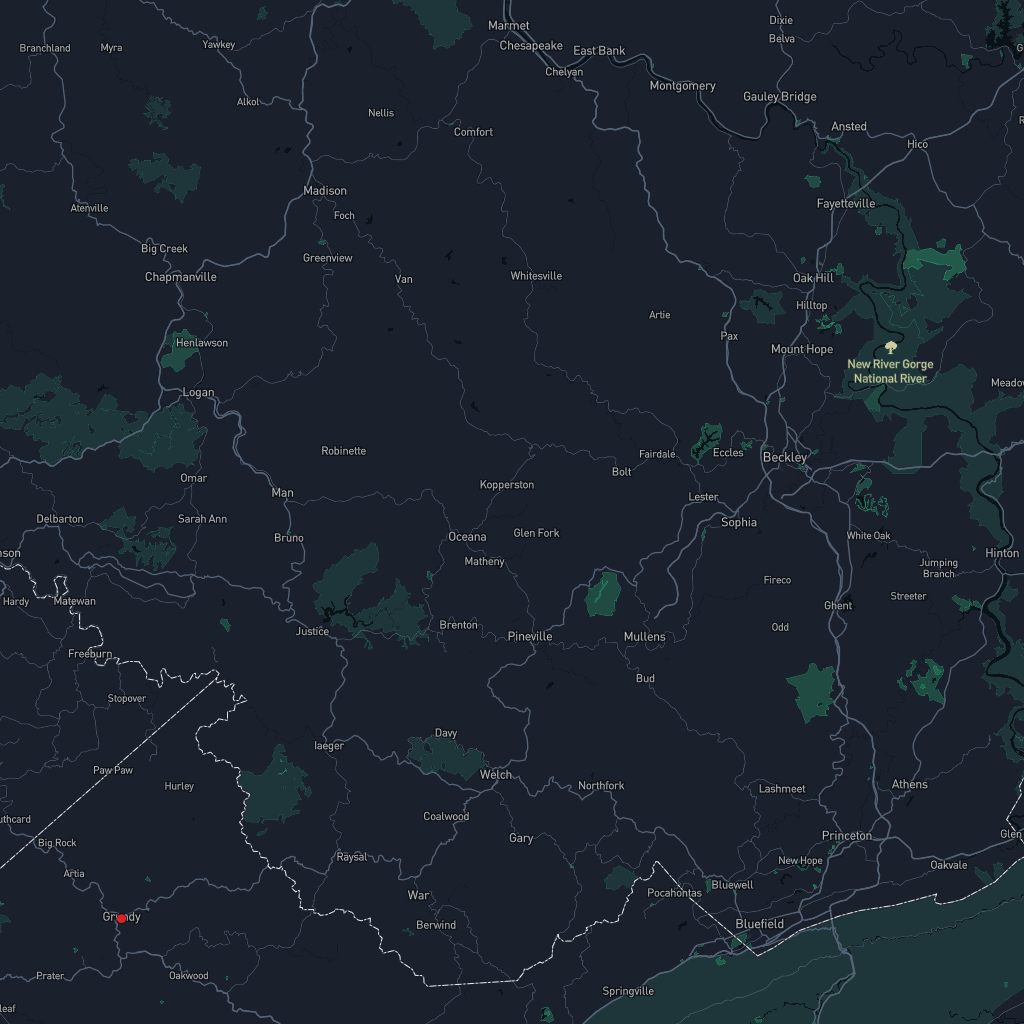 Marmet
Dixie
Belva
Branchland
Myra
Yawkey
Chesapeake
East Bank
Chelyan
Montgomery
Gauley Bridge
Alkol
Nellis
Comfort
Ansted
Hico
Madison
Atenville
Foch
Fayetteville
Big Creek
Greenview
Chapmanville
Van
Whitesville
Oak Hill
Hilltop
Artie
Pax
Henlawson
Mount Hope
New River Gorge
National River
Meadow
Logan
Robinette
Fairdale
Eccles
Beckley
Bolt
Omar
Man
Kopperston
Lester
Delbarton
Sarah Ann
Sophia
Bruno
Oceana
Glen Fork
White Oak
nson
Matheny
Jumping
Branch
Hinton
Fireco
Hardy
Matewan
Streeter
Ghent
Justice
Brenton
Pineville
Mullens
Odd
Freeburn
Bud
Stopover
Davy
Iaeger
Paw Paw
Hurley
Welch
Northfork
Lashmeet
Athens
uthcard
Coalwood
Big Rock
Gary
Princeton
Glen
Raysal
New Hope
Oakvale
Artia
War
Pocahontas
Bluewell
Grundy
Berwind
Bluefield
Prater
Oakwood
Springville
leaf